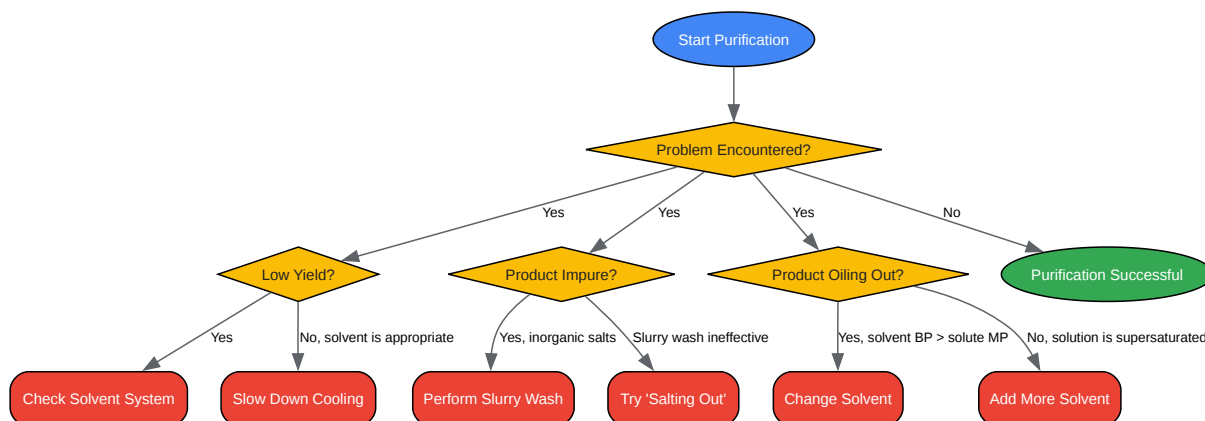 Start Purification
Problem Encountered?
Yes
Yes
Yes
No
Low Yield?
Product Impure?
Product Oiling Out?
Purification Successful
Yes
No, solvent is appropriate
Yes, inorganic salts
Slurry wash ineffective
Yes, solvent BP > solute MP
No, solution is supersaturated
Check Solvent System
Slow Down Cooling
Perform Slurry Wash
Try 'Salting Out'
Change Solvent
Add More Solvent